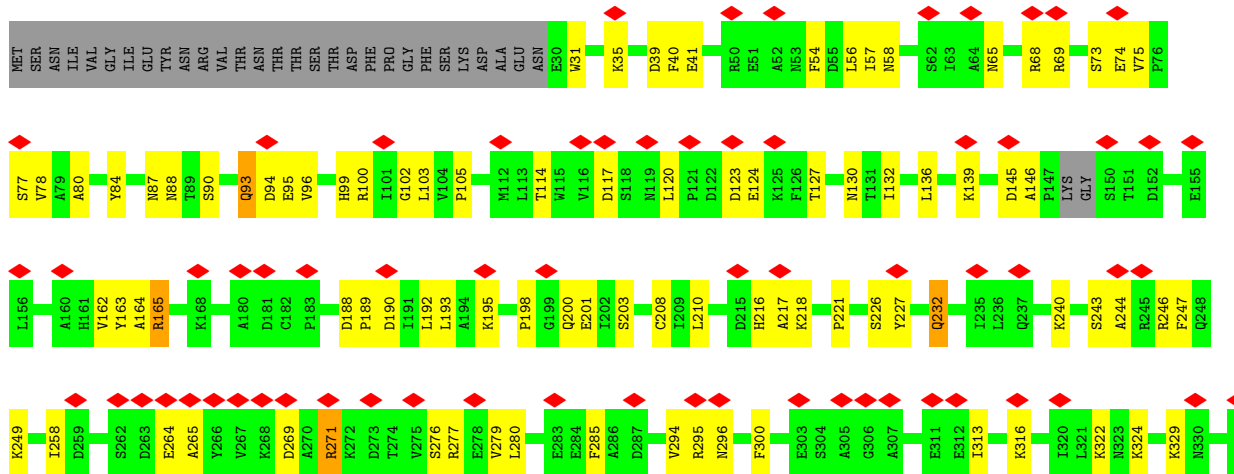 MET SER ASN ILE VAL GLY ILE GLU TYR ASN ARG VAL THR ASN THR THR SER THR ASP PHE PRO GLY PHE SER LYS ASP ALA GLU ASN E30 W31 K35 D39 F40 E41 R50 E51 A52 N53 F54 D55 L56 I57 N58 S62 I63 A64 N65 R68 R69 S73 E74 V75 P76
S77 V78 A79 A80 Y84 N87 N88 T89 S90 Q93 D94 E95 V96 H99 R100 I101 G102 L103 V104 P105 M112 L113 T114 W115 V116 D117 S118 N119 L120 P121 D122 D123 E124 K125 F126 T127 N130 T131 I132 L136 K139 D145 A146 P147 LYS GLY S150 T151 D152 E155
L156 A160 H161 V162 Y163 A164 R165 K168 A180 D181 C182 P183 D188 P189 D190 I191 L192 L193 A194 K195 P198 G199 Q200 E201 I202 S203 C208 I209 L210 D215 H216 A217 K218 P221 S226 Y227 Q232 I235 L236 Q237 K240 S243 A244 R245 R246 F247 Q248
K249 I258 D259 S262 D263 E264 A265 Y266 V267 K268 D269 A270 R271 K272 D273 T274 V275 S276 R277 E278 V279 L280 E283 E284 F285 A286 D287 V294 R295 N296 F300 E303 S304 A305 G306 A307 E311 E312 I313 K316 I320 L321 K322 N323 K324 K329 N330